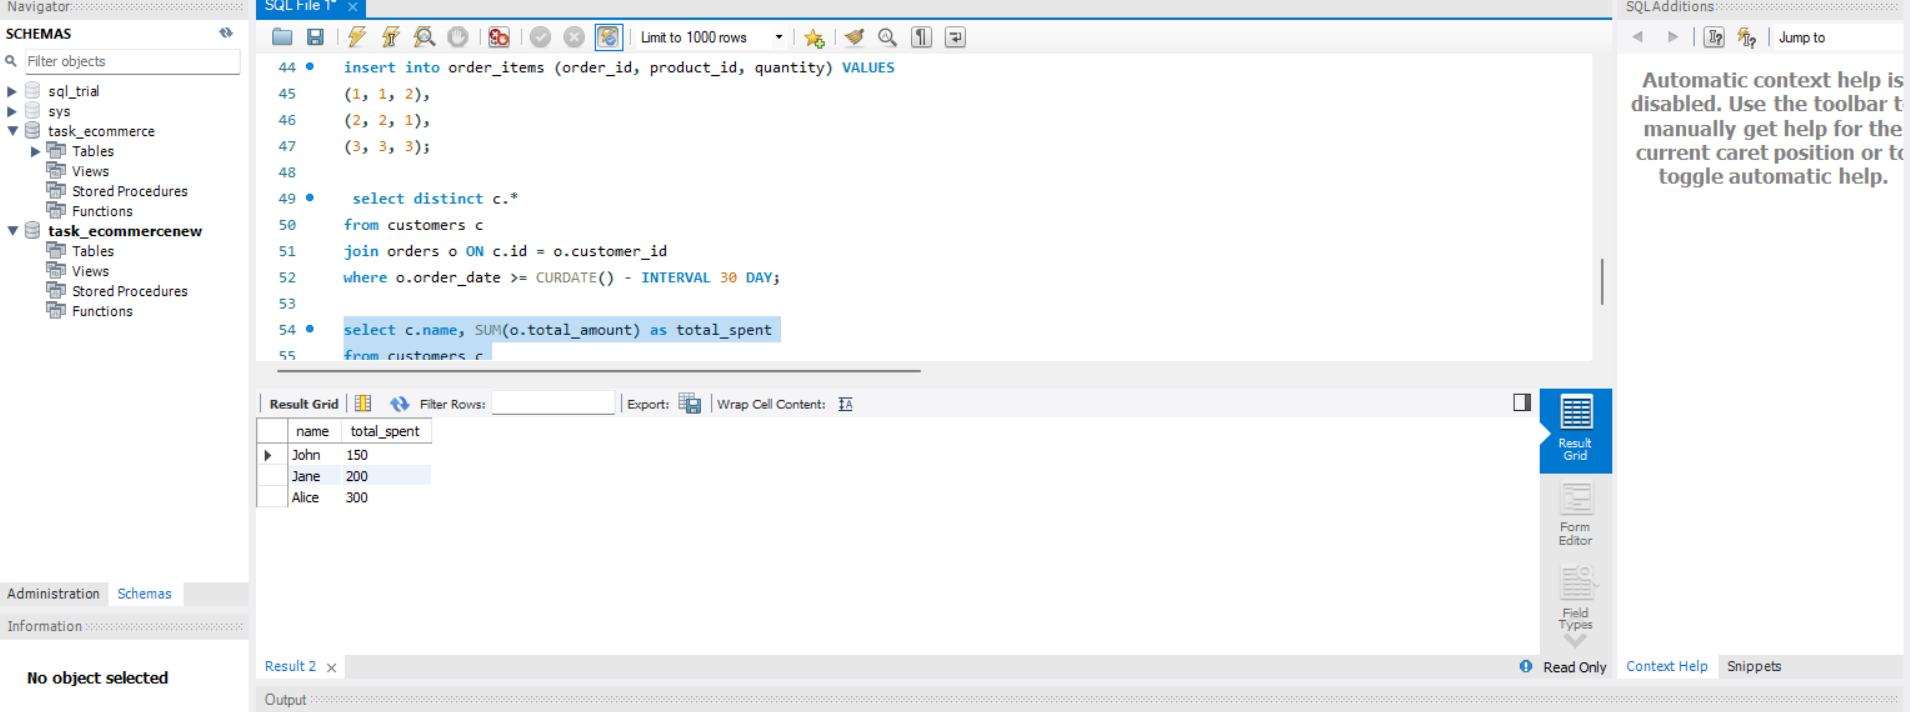 Navigator
SCHEMAS
Filter objects
sql_trial
sys
task_ecommerce
Tables
Views
Stored Procedures
Functions
task_ecommercenew
Tables
Views
Stored Procedures
Functions
Administration Schemas
Information
No object selected
SQL File 1*
Limit to 1000 rows
44 insert into order_items (order_id, product_id, quantity) VALUES
45 (1, 1, 2),
46 (2, 2, 1),
47 (3, 3, 3);
48
49 select distinct c.*
50 from customers c
51 join orders o ON c.id = o.customer_id
52 where o.order_date >= CURDATE() - INTERVAL 30 DAY;
53
54 select c.name, SUM(o.total_amount) as total_spent
55 from customers c
Result Grid Filter Rows: Export: Wrap Cell Content:
name total_spent
John 150
Jane 200
Alice 300
Result
Grid
Form
Editor
Field
Types
Result 2 Read Only
Output
SQLAdditions
Jump to
Automatic context help is
disabled. Use the toolbar t
manually get help for the
current caret position or to
toggle automatic help.
Context Help Snippets